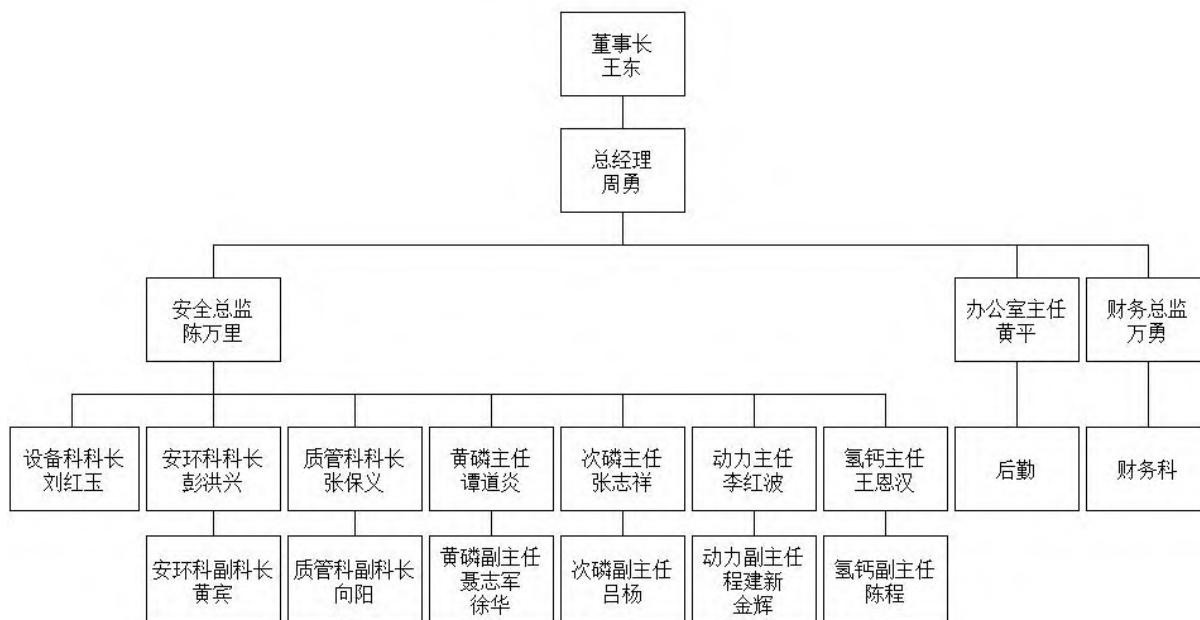 董事长
王东
总经理
周勇
安全总监
陈万里
办公室主任
黄平
财务总监
万勇
设备科科长
刘红玉
安环科科长
彭洪兴
质管科科长
张保义
黄磷主任
谭道炎
次磷主任
张志祥
动力主任
李红波
氢钙主任
王恩汉
后勤
财务科
安环科副科长
黄宾
质管科副科长
向阳
黄磷副主任
聂志军
徐华
次磷副主任
吕杨
动力副主任
程建新
金辉
氢钙副主任
陈程